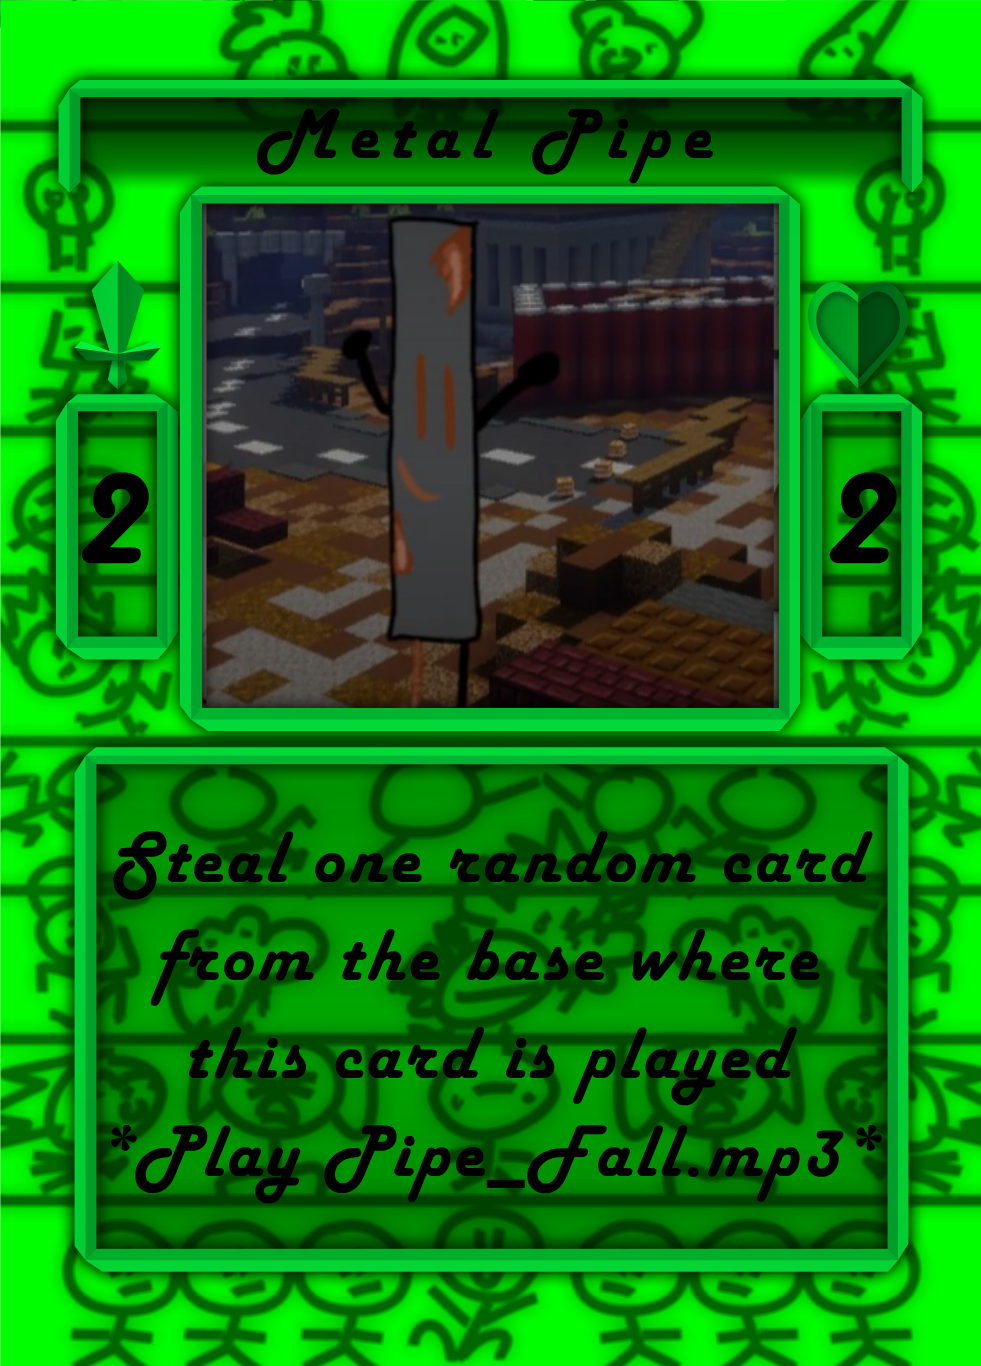 Metal Pipe
2
2
Steal one random card
from the base where
this card is played
*Play Pipe_Fall.mp3*